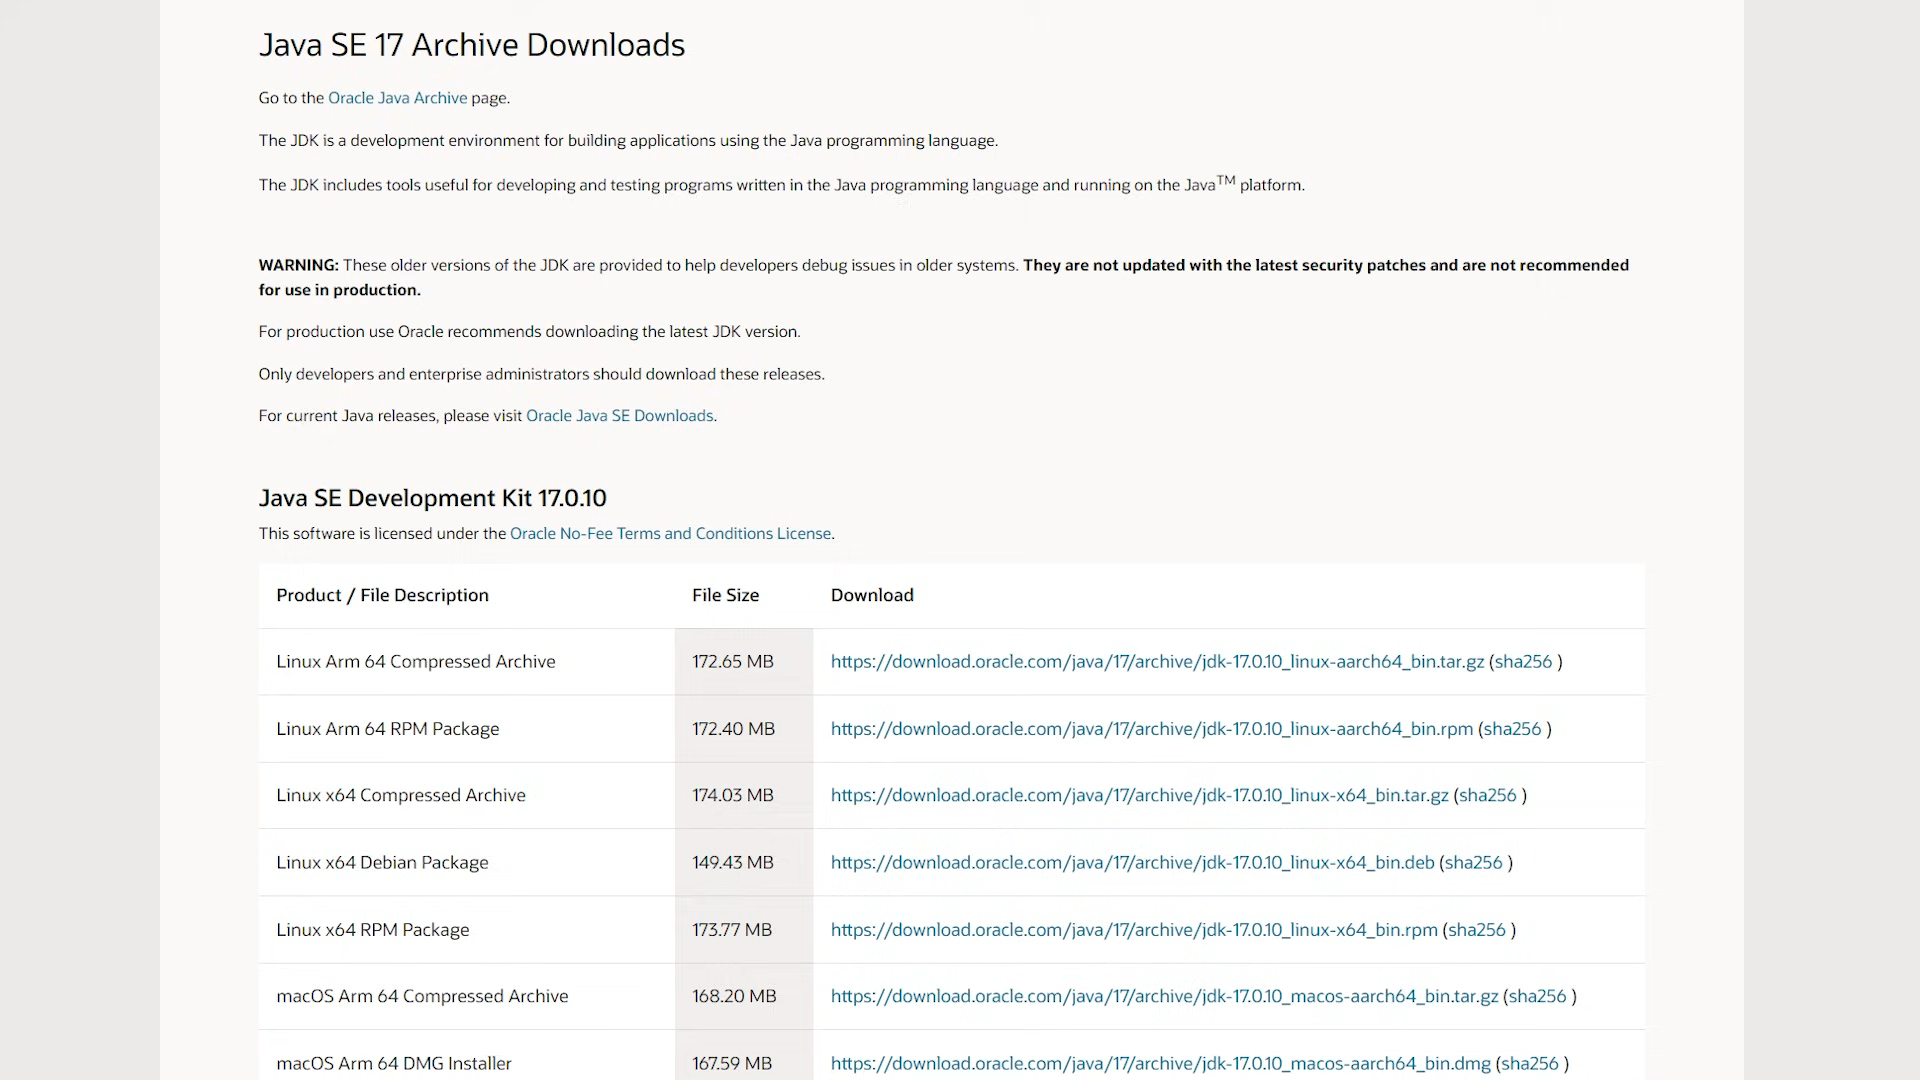 Java SE 17 Archive Downloads
Go to the Oracle Java Archive page.
The JDK is a development environment for building applications using the Java programming language.
The JDK includes tools useful for developing and testing programs written in the Java programming language and running on the Java™ platform.
WARNING: These older versions of the JDK are provided to help developers debug issues in older systems. They are not updated with the latest security patches and are not recommended
for use in production.
For production use Oracle recommends downloading the latest JDK version.
Only developers and enterprise administrators should download these releases.
For current Java releases, please visit Oracle Java SE Downloads.
Java SE Development Kit 17.0.10
This software is licensed under the Oracle No-Fee Terms and Conditions License.
Product / File Description File Size Download
Linux Arm 64 Compressed Archive 172.65 MB https://download.oracle.com/java/17/archive/jdk-17.0.10_linux-aarch64_bin.tar.gz (sha256 )
Linux Arm 64 RPM Package 172.40 MB https://download.oracle.com/java/17/archive/jdk-17.0.10_linux-aarch64_bin.rpm (sha256 )
Linux x64 Compressed Archive 174.03 MB https://download.oracle.com/java/17/archive/jdk-17.0.10_linux-x64_bin.tar.gz (sha256 )
Linux x64 Debian Package 149.43 MB https://download.oracle.com/java/17/archive/jdk-17.0.10_linux-x64_bin.deb (sha256 )
Linux x64 RPM Package 173.77 MB https://download.oracle.com/java/17/archive/jdk-17.0.10_linux-x64_bin.rpm (sha256 )
macOS Arm 64 Compressed Archive 168.20 MB https://download.oracle.com/java/17/archive/jdk-17.0.10_macos-aarch64_bin.tar.gz (sha256 )
macOS Arm 64 DMG Installer 167.59 MB https://download.oracle.com/java/17/archive/jdk-17.0.10_macos-aarch64_bin.dmg (sha256 )